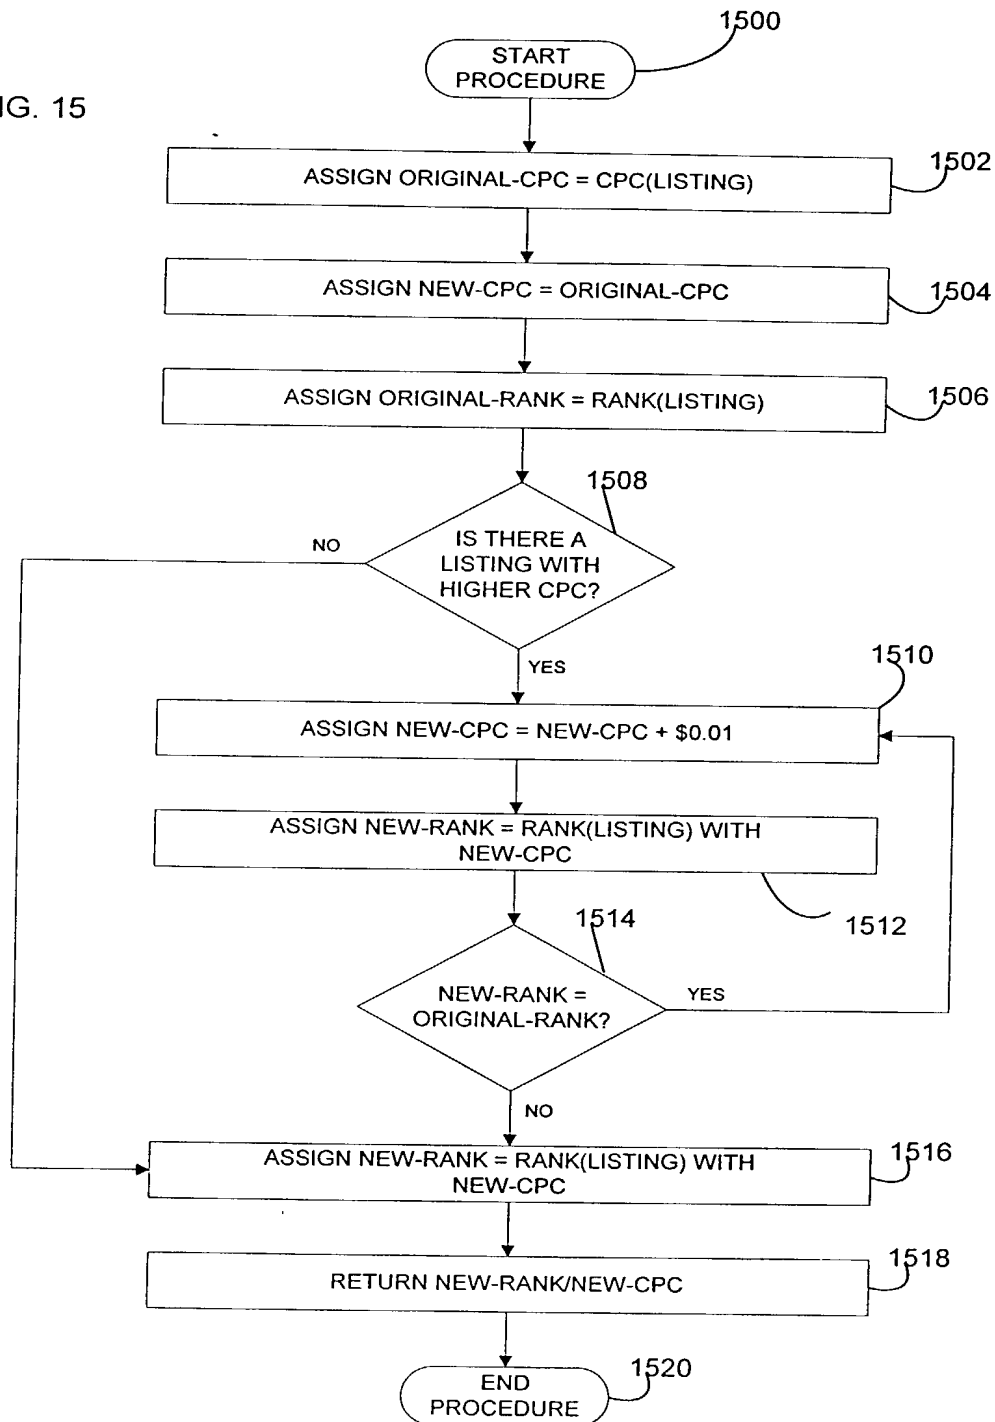 1500
START
PROCEDURE
IG. 15
1502
ASSIGN ORIGINAL-CPC = CPC(LISTING)
ASSIGN NEW-CPC = ORIGINAL-CPC
1504
ASSIGN ORIGINAL-RANK = RANK(LISTING)
1506
1508
IS THERE A
LISTING WITH
HIGHER CPC?
NO
YES
1510
ASSIGN NEW-CPC = NEW-CPC + $0.01
ASSIGN NEW-RANK = RANK(LISTING) WITH
NEW-CPC
1512
1514
NEW-RANK =
ORIGINAL-RANK?
YES
NO
ASSIGN NEW-RANK = RANK(LISTING) WITH
NEW-CPC
1516
RETURN NEW-RANK/NEW-CPC
1518
END
PROCEDURE
1520